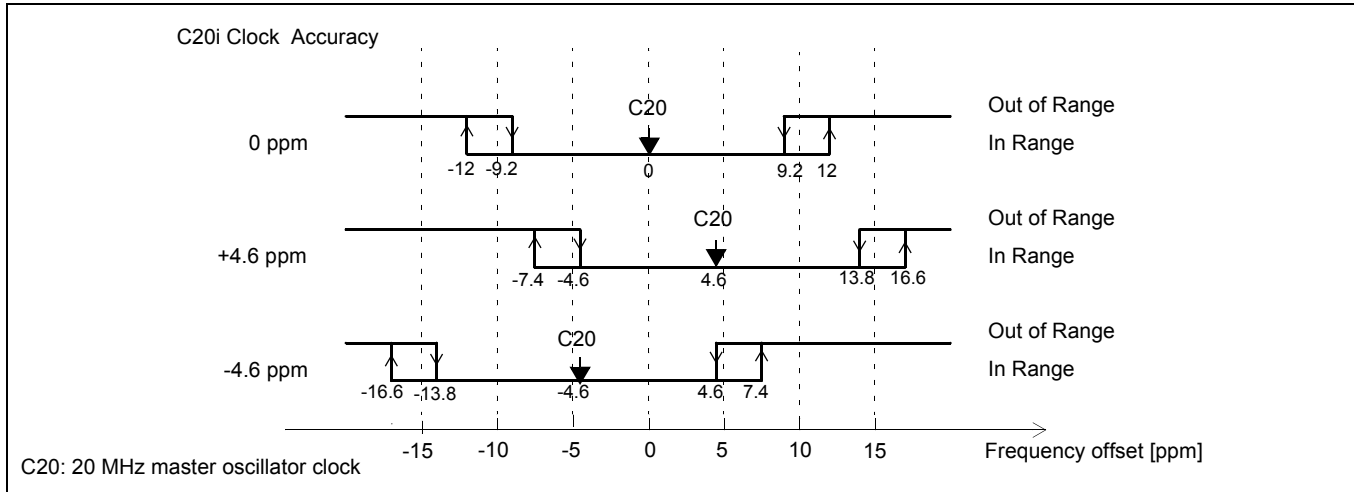 C20i Clock Accuracy
C20
Out of Range
0 ppm
In Range
-12 -9.2 0 9.2 12
C20
Out of Range
+4.6 ppm
In Range
-7.4 -4.6 4.6 13.8 16.6
C20
Out of Range
-4.6 ppm
In Range
-16.6 -13.8 -4.6 4.6 7.4
-15 -10 -5 0 5 10 15 Frequency offset [ppm]
C20: 20 MHz master oscillator clock